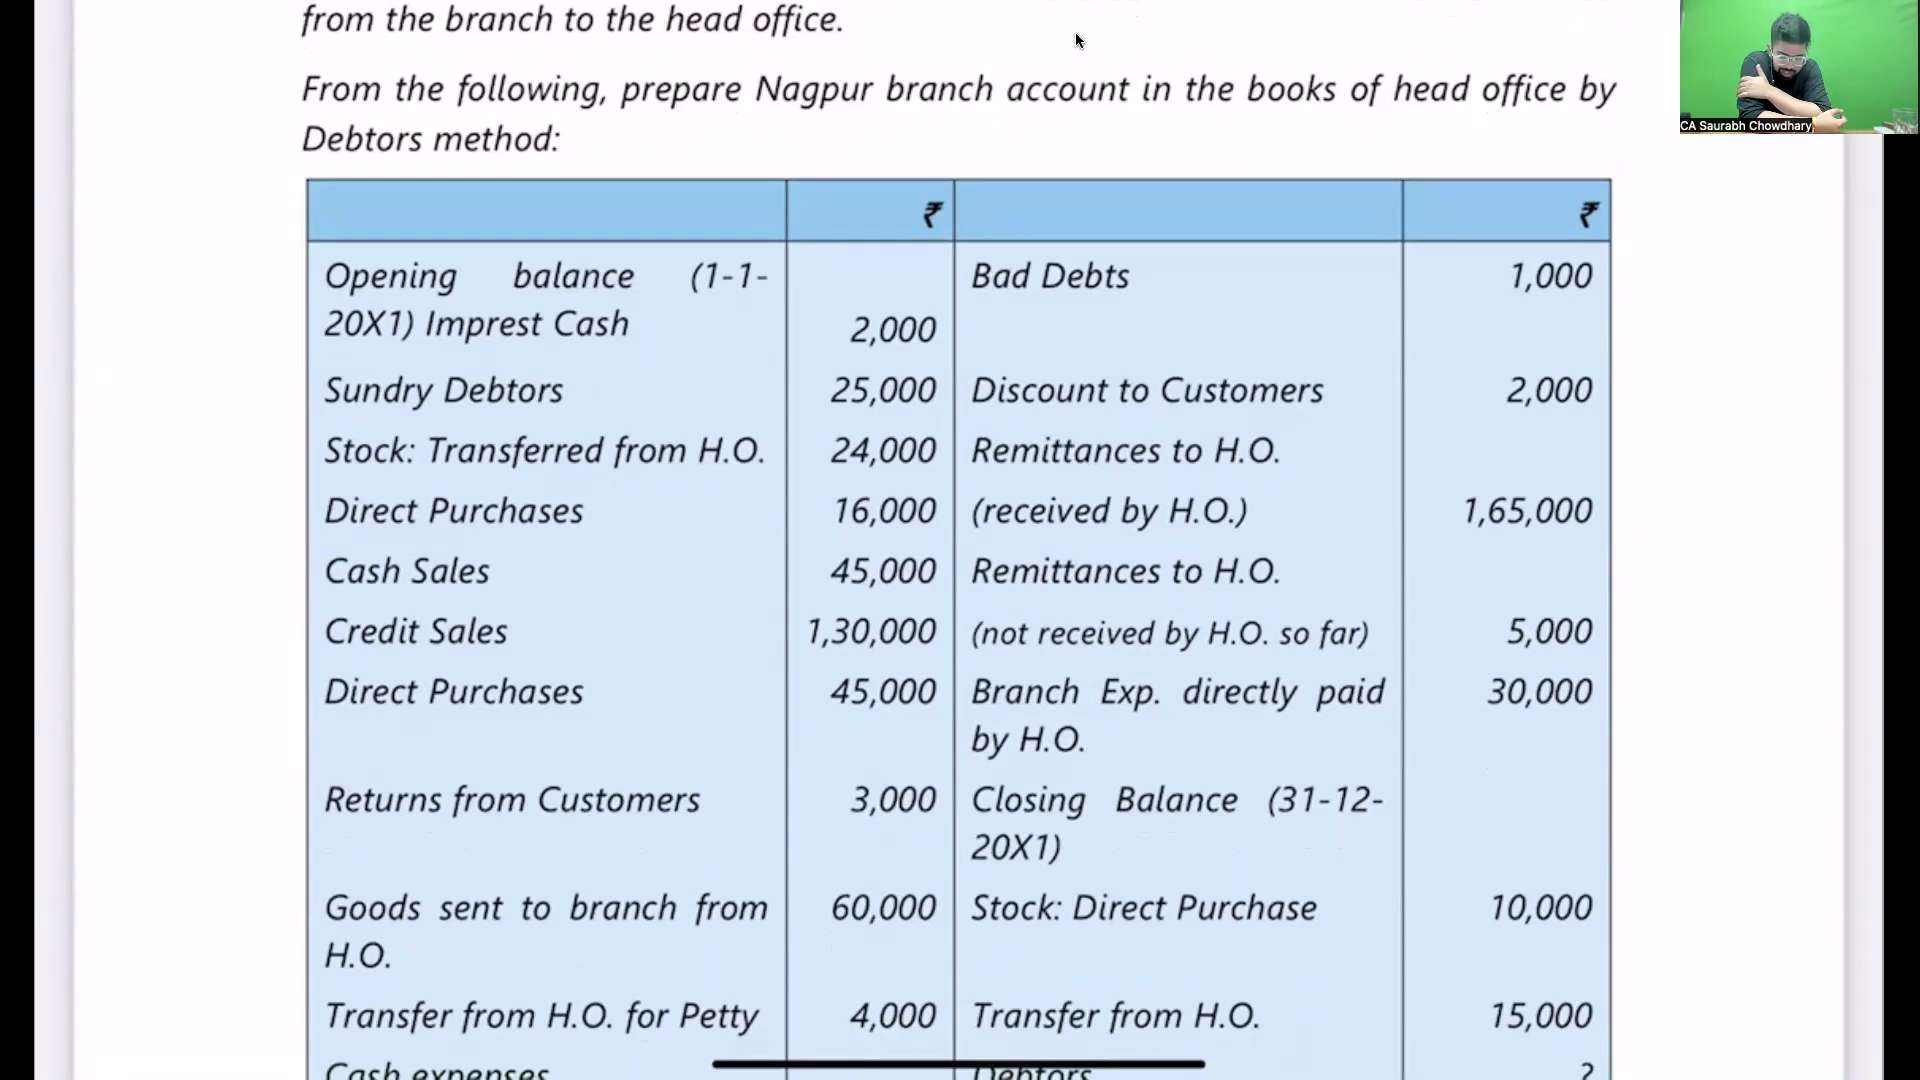 from the branch to the head office.
CA Saurabh Chowdhary
From the following, prepare Nagpur branch account in the books of head office by
Debtors method:
₹ ₹
Opening balance (1-1- Bad Debts 1,000
20X1) Imprest Cash 2,000
Sundry Debtors 25,000 Discount to Customers 2,000
Stock: Transferred from H.O. 24,000 Remittances to H.O.
Direct Purchases 16,000 (received by H.O.) 1,65,000
Cash Sales 45,000 Remittances to H.O.
Credit Sales 1,30,000 (not received by H.O. so far) 5,000
Direct Purchases 45,000 Branch Exp. directly paid 30,000
by H.O.
Returns from Customers 3,000 Closing Balance (31-12-
20X1)
Goods sent to branch from 60,000 Stock: Direct Purchase 10,000
H.O.
Transfer from H.O. for Petty 4,000 Transfer from H.O. 15,000
Cash expenses Debtors ?